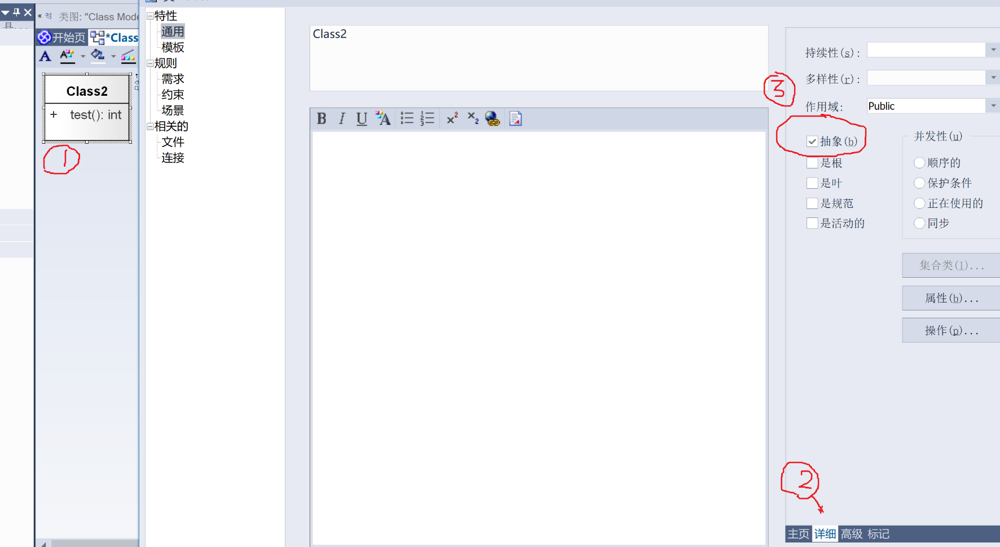 类图: "Class Mode
开始页
*Class
Class2
+ test(): int
1
特性
通用
模板
规则
需求
约束
场景
相关的
文件
连接
Class2
B I U A x² x₂
持续性(s):
多样性(r):
作用域: Public
3
抽象(b)
是根
是叶
是规范
是活动的
并发性(u)
顺序的
保护条件
正在使用的
同步
集合类(l)...
属性(b)...
操作(p)...
2
主页 详细 高级 标记